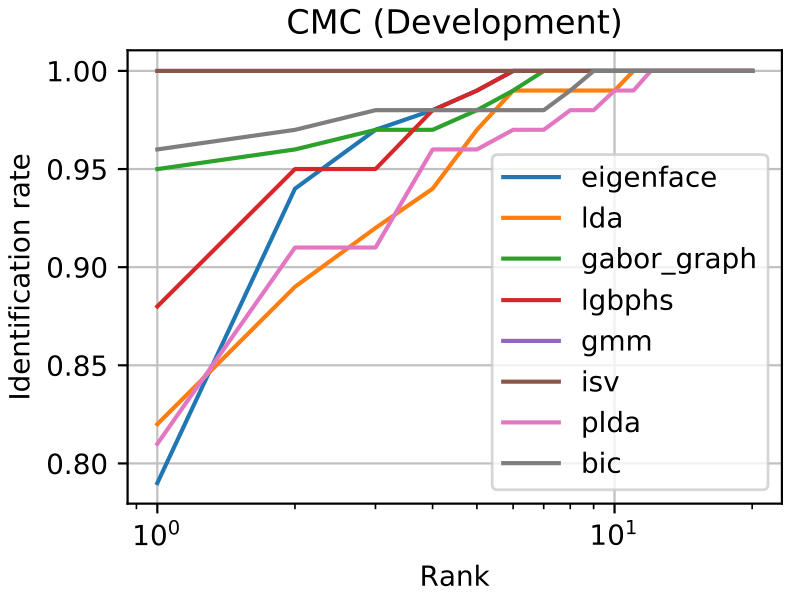 CMC (Development)
1.00
0.95
0.90
0.85
0.80
Identification rate
eigenface
lda
gabor_graph
lgbphs
gmm
isv
plda
bic
10⁰
10¹
Rank